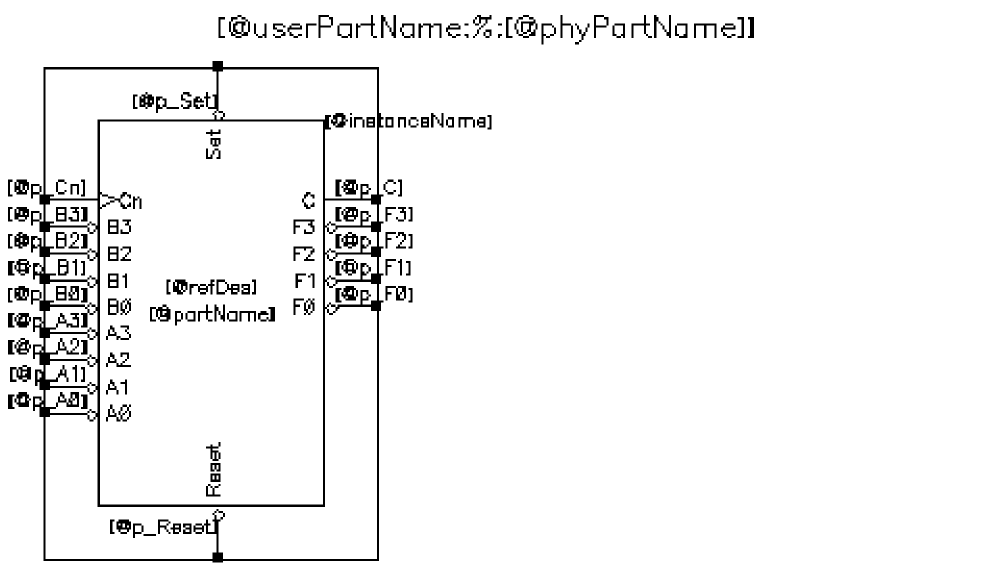 [@userPartName:%:[@phyPartName]]
[@p_Set]
[@instanceName]
Set
[@p_Cn] >Cn C [@p_C]
[@p_B3] B3 F3 [@p_F3]
[@p_B2] B2 F2 [@p_F2]
[@p_B1] B1 F1 [@p_F1]
[@refDes]
[@p_B0] B0 F0 [@p_F0]
[@partName]
[@p_A3] A3
[@p_A2] A2
[@p_A1] A1
[@p_A0] A0
Reset
[@p_Reset]